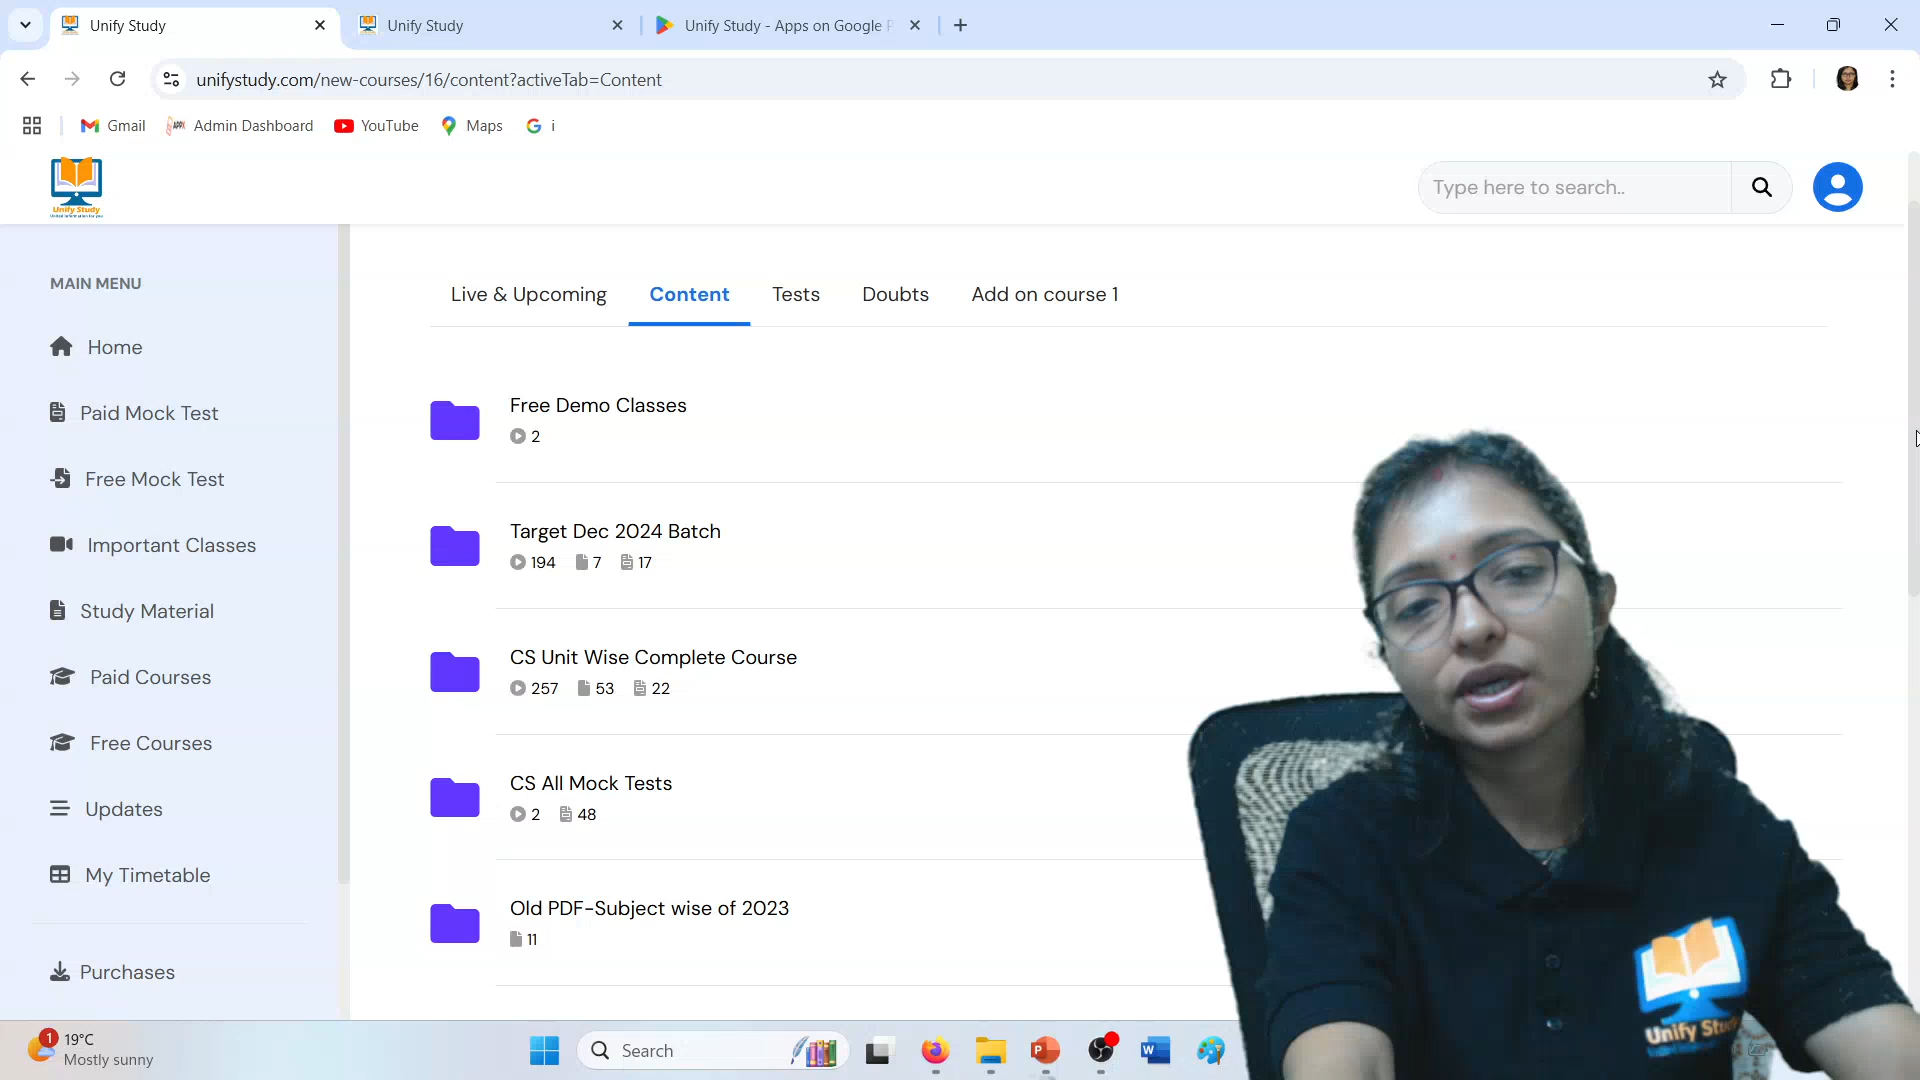 Unify Study
Unify Study
Unify Study - Apps on Google P
unifystudy.com/new-courses/16/content?activeTab=Content
Gmail
Admin Dashboard
YouTube
Maps
i
Unify Study
Type here to search..
MAIN MENU
Home
Paid Mock Test
Free Mock Test
Important Classes
Study Material
Paid Courses
Free Courses
Updates
My Timetable
Purchases
Live & Upcoming
Content
Tests
Doubts
Add on course 1
Free Demo Classes
2
Target Dec 2024 Batch
194 7 17
CS Unit Wise Complete Course
257 53 22
CS All Mock Tests
2 48
Old PDF-Subject wise of 2023
11
Unify Stu
1
19°C
Mostly sunny
Search